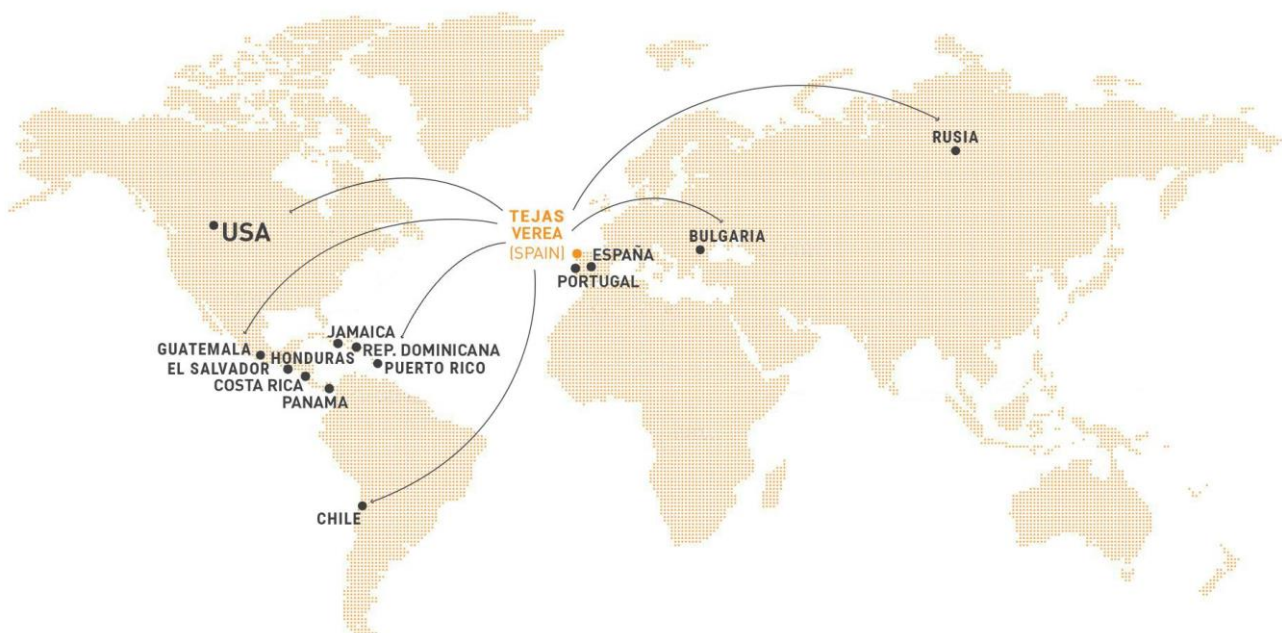 RUSIA
TEJAS
VEREA
(SPAIN)
USA
BULGARIA
ESPAÑA
PORTUGAL
JAMAICA
GUATEMALA
HONDURAS
REP. DOMINICANA
EL SALVADOR
PUERTO RICO
COSTA RICA
PANAMA
CHILE